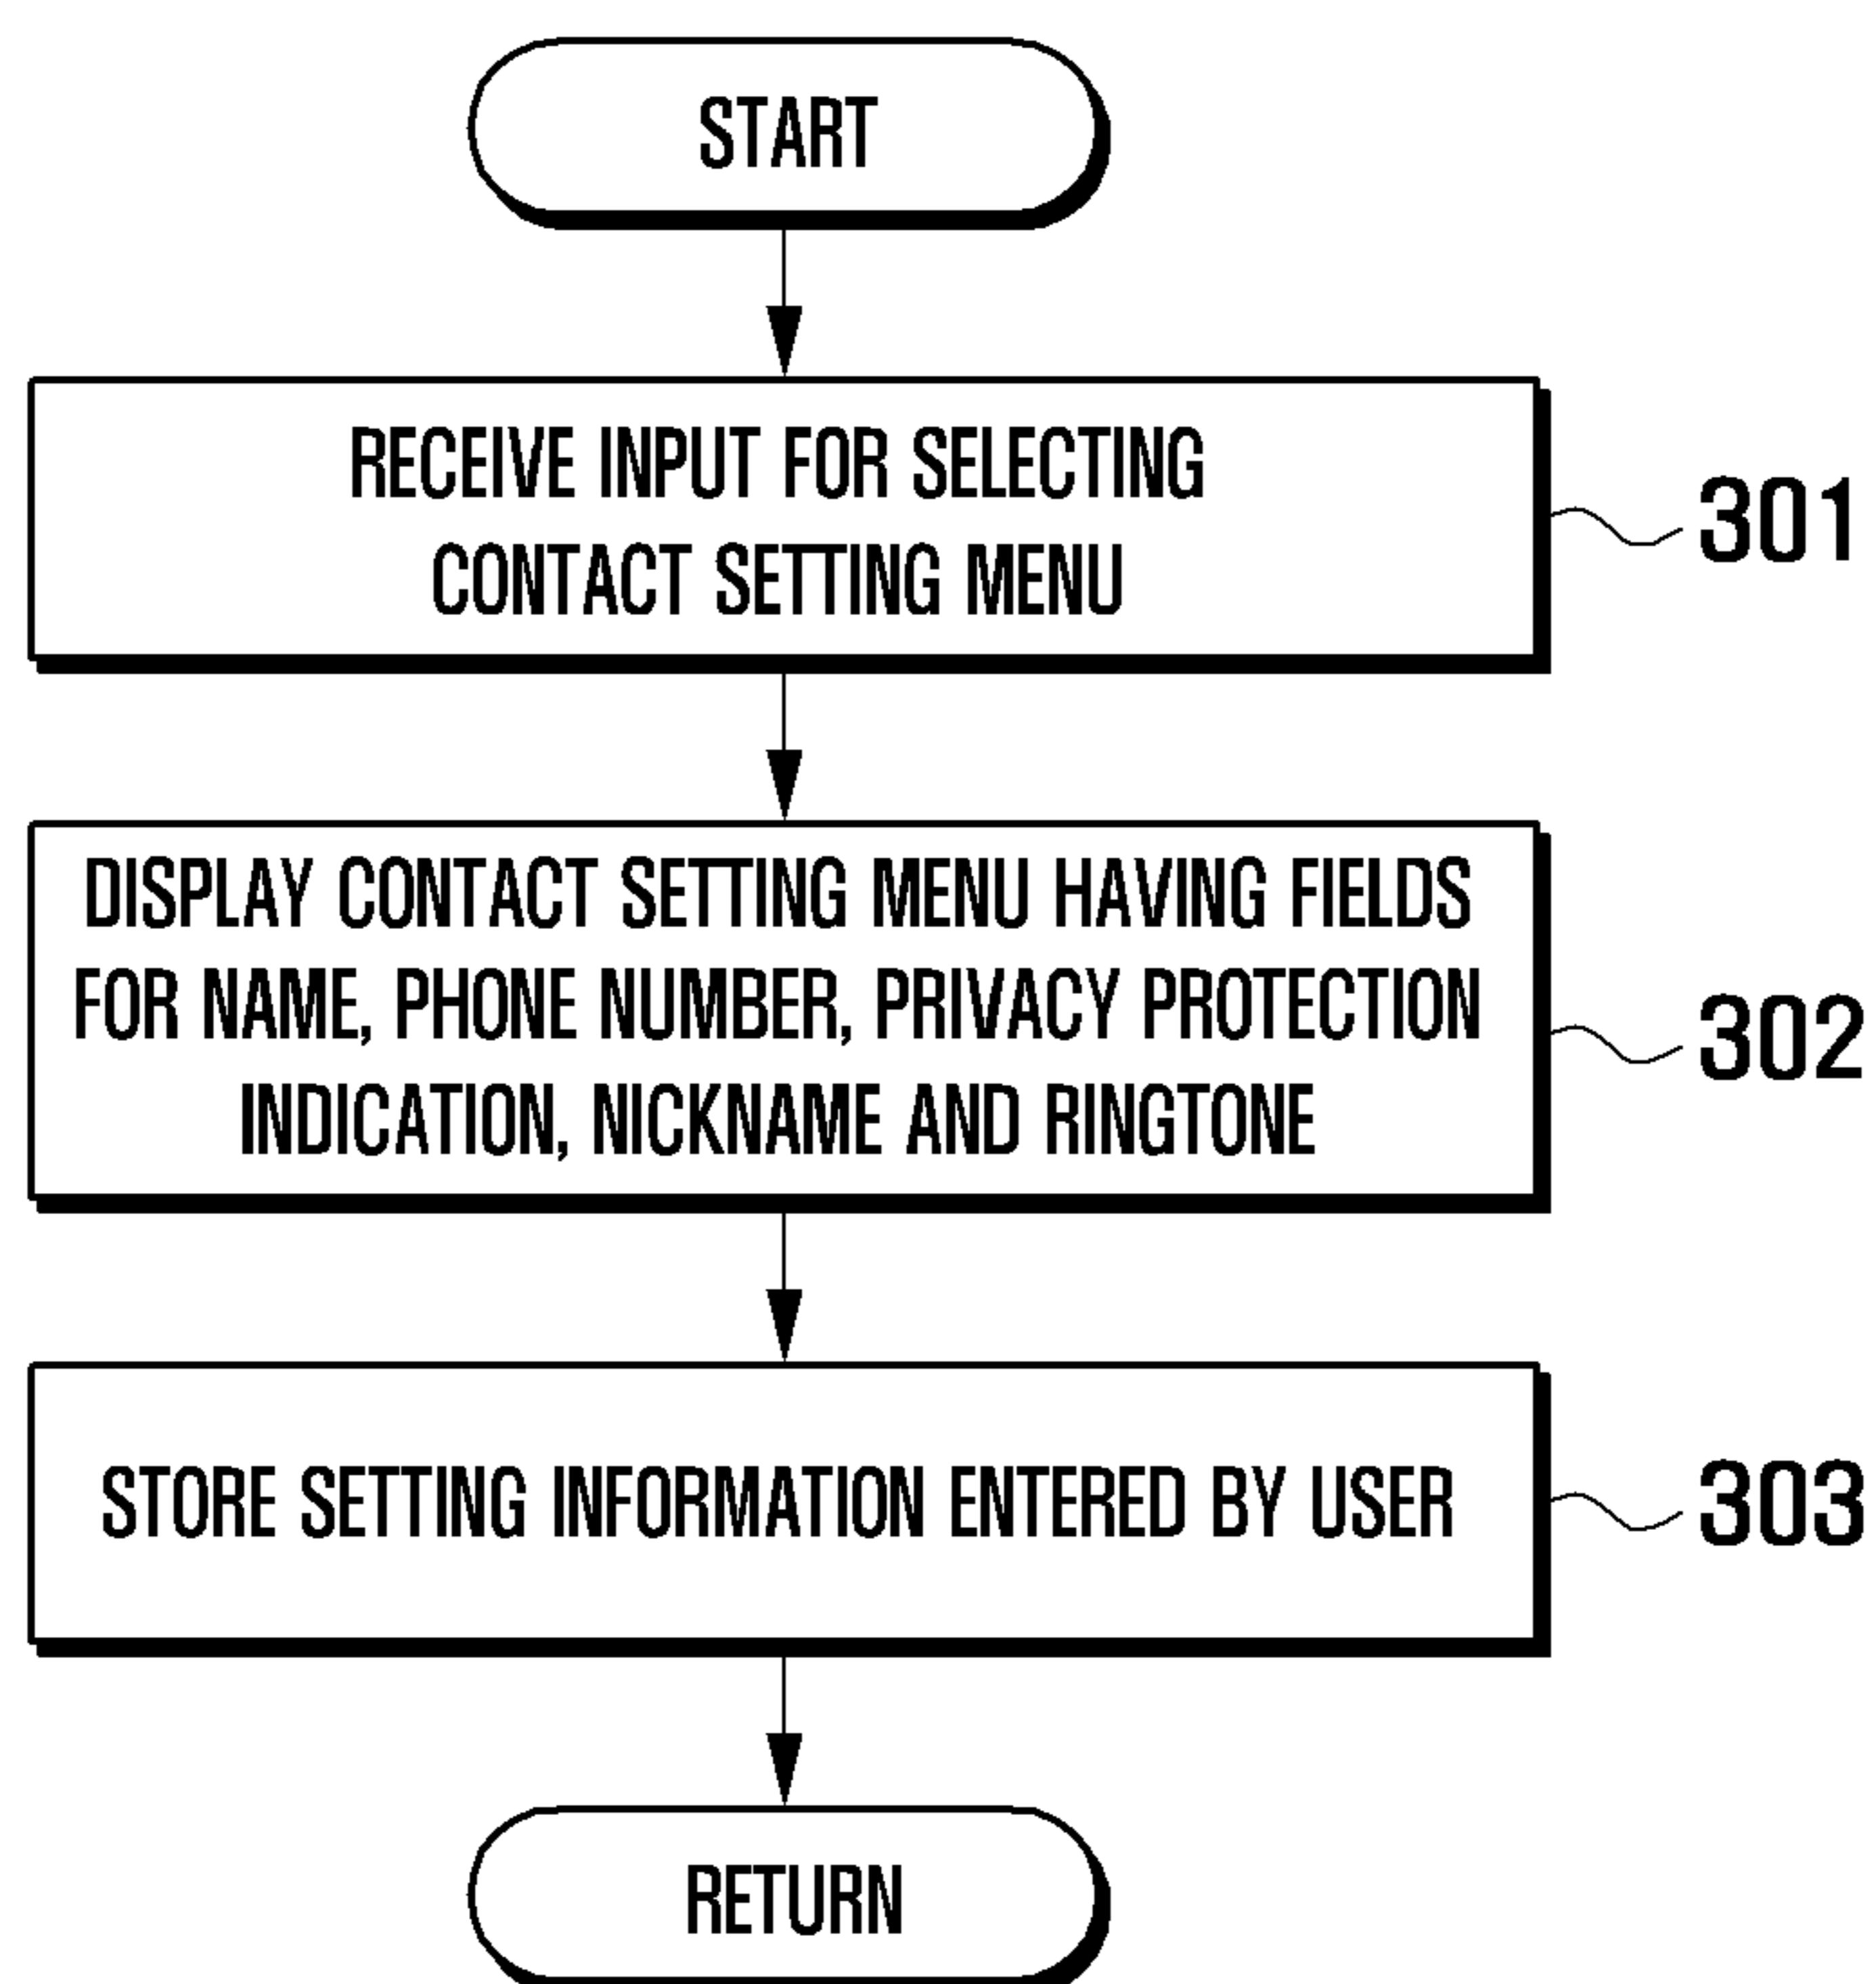 START
RECEIVE INPUT FOR SELECTING
CONTACT SETTING MENU
301
DISPLAY CONTACT SETTING MENU HAVING FIELDS
FOR NAME, PHONE NUMBER, PRIVACY PROTECTION
INDICATION, NICKNAME AND RINGTONE
302
STORE SETTING INFORMATION ENTERED BY USER
303
RETURN